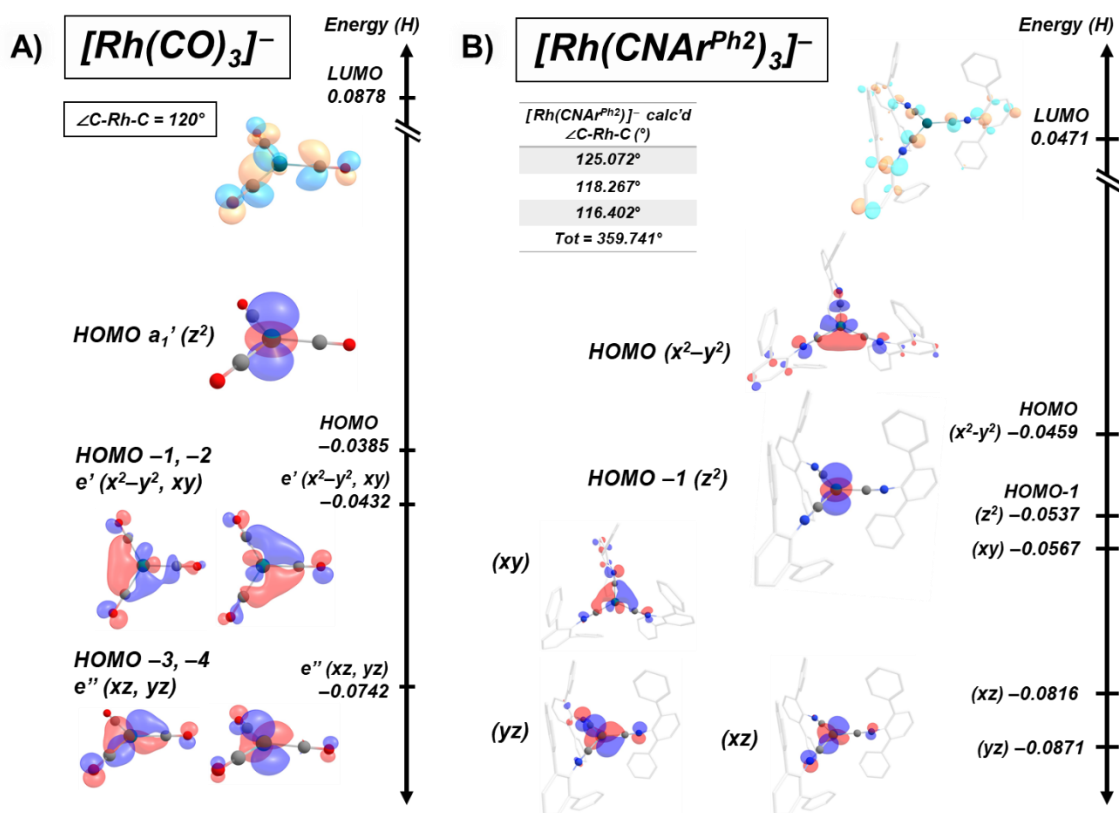 A)
[Rh(CO)3]–
Energy (H)
LUMO
0.0878
∠C-Rh-C = 120°
HOMO a1’ (z2)
HOMO
–0.0385
HOMO –1, –2
e’ (x2–y2, xy)
e’ (x2–y2, xy)
–0.0432
HOMO –3, –4
e’’ (xz, yz)
e’’ (xz, yz)
–0.0742
B)
[Rh(CNArPh2)3]–
Energy (H)
[Rh(CNArPh2)3]– calc’d
∠C-Rh-C (°)
125.072°
118.267°
116.402°
Tot = 359.741°
LUMO
0.0471
HOMO (x2–y2)
HOMO
(x2-y2) –0.0459
HOMO –1 (z2)
HOMO-1
(z2) –0.0537
(xy) –0.0567
(xy)
(yz)
(xz)
(xz) –0.0816
(yz) –0.0871